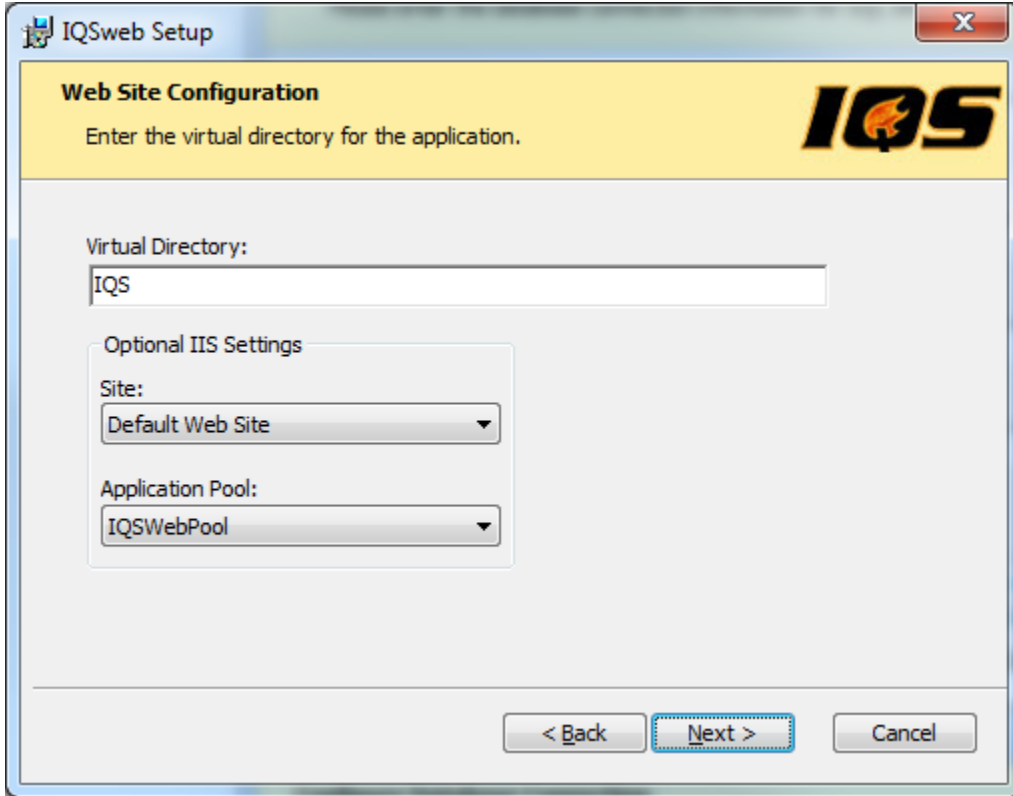 IQSweb Setup
Web Site Configuration
Enter the virtual directory for the application.
IQS
Virtual Directory:
IQS
Optional IIS Settings
Site:
Default Web Site
Application Pool:
IQSWebPool
< Back
Next >
Cancel